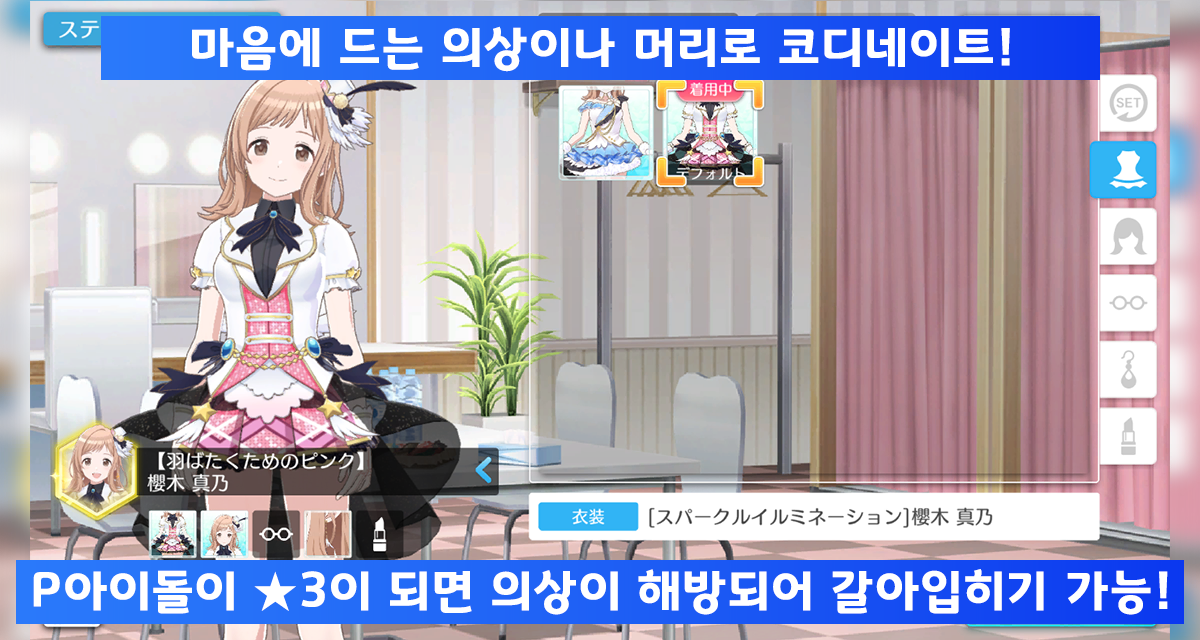 ステ
마음에 드는 의상이나 머리로 코디네이트!
着用中
デフォルト
SET
【羽ばたくためのピンク】
櫻木 真乃
衣装
[スパークルイルミネーション]櫻木 真乃
P아이돌이 ★3이 되면 의상이 해방되어 갈아입히기 가능!